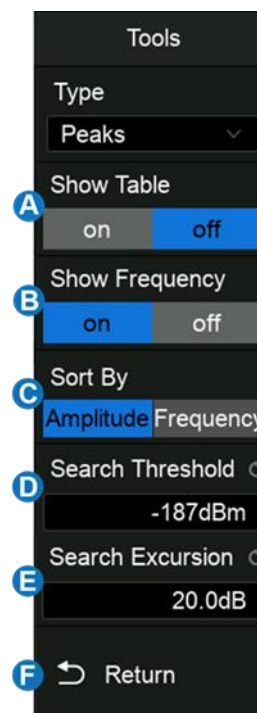 Tools
Type
Peaks
Show Table
A
on off
Show Frequency
B
on off
Sort By
C
Amplitude Frequency
Search Threshold
D
-187dBm
Search Excursion
E
20.0dB
F Return